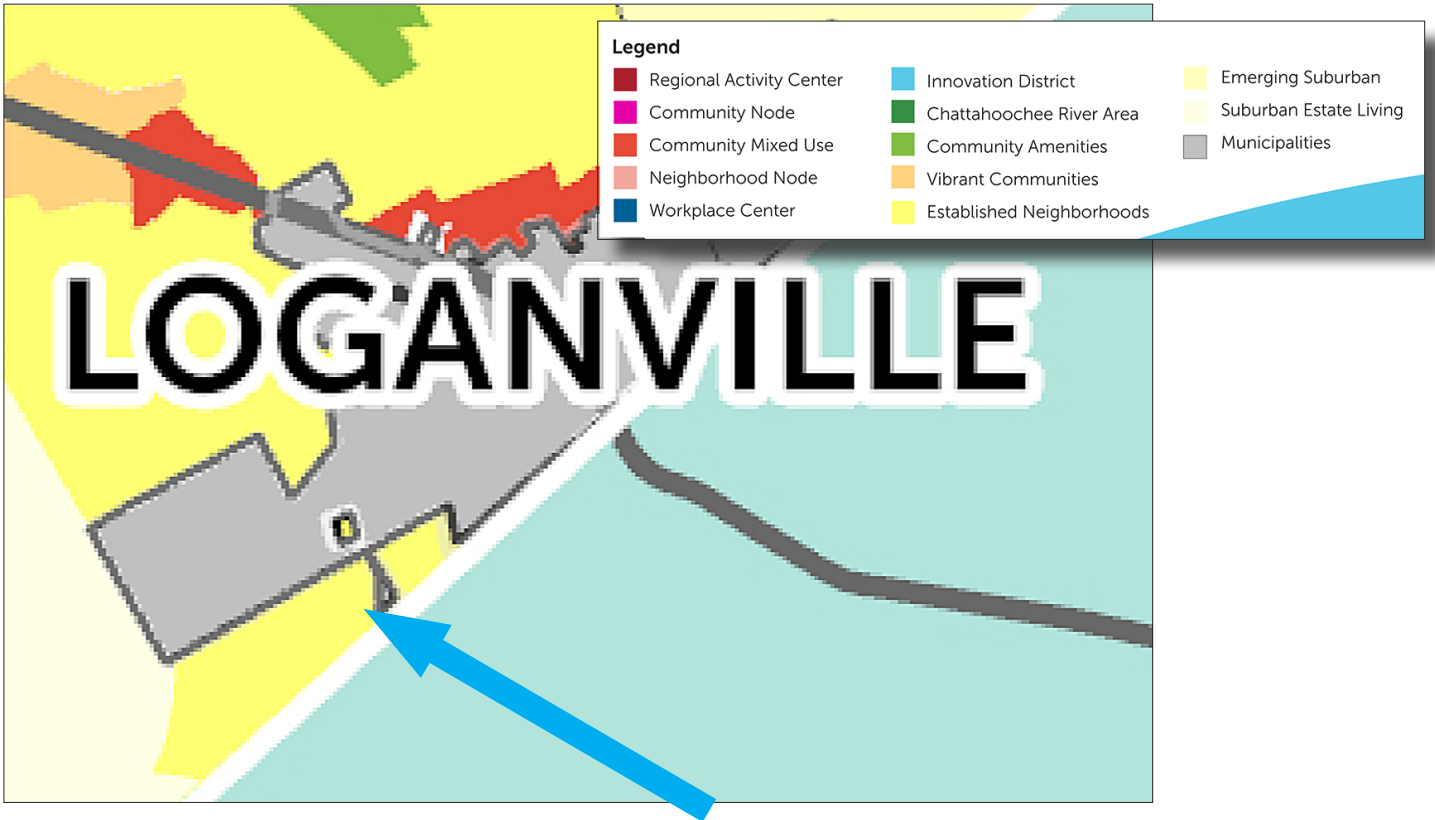 Legend
Regional Activity Center
Community Node
Community Mixed Use
Neighborhood Node
Workplace Center
Innovation District
Chattahoochee River Area
Community Amenities
Vibrant Communities
Established Neighborhoods
Emerging Suburban
Suburban Estate Living
Municipalities
LOGANVILLE